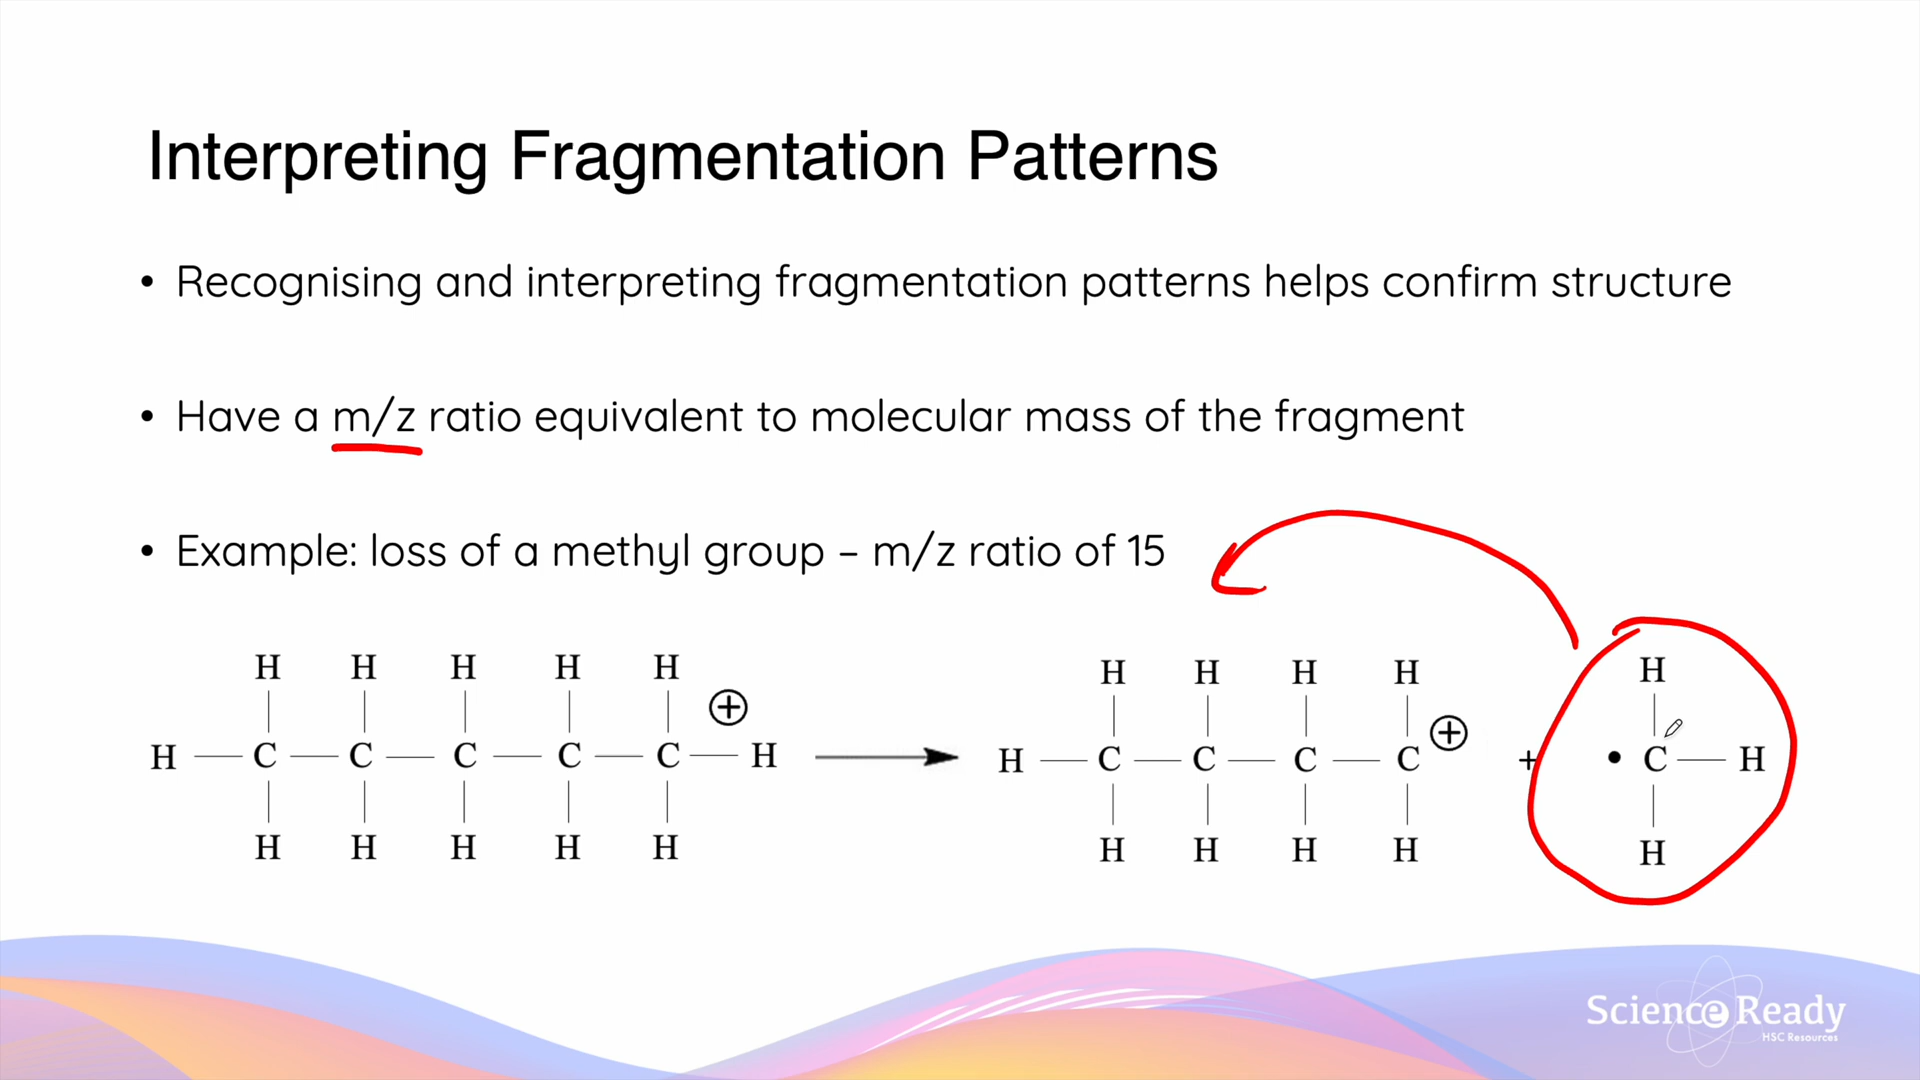 Interpreting Fragmentation Patterns
• Recognising and interpreting fragmentation patterns helps confirm structure
• Have a m/z ratio equivalent to molecular mass of the fragment
• Example: loss of a methyl group – m/z ratio of 15
H H H H H
H C C C C C H ⊕
H H H H H
H H H H
H C C C C ⊕
H H H H
+
H
• C H
H
Science Ready
HSC Resources